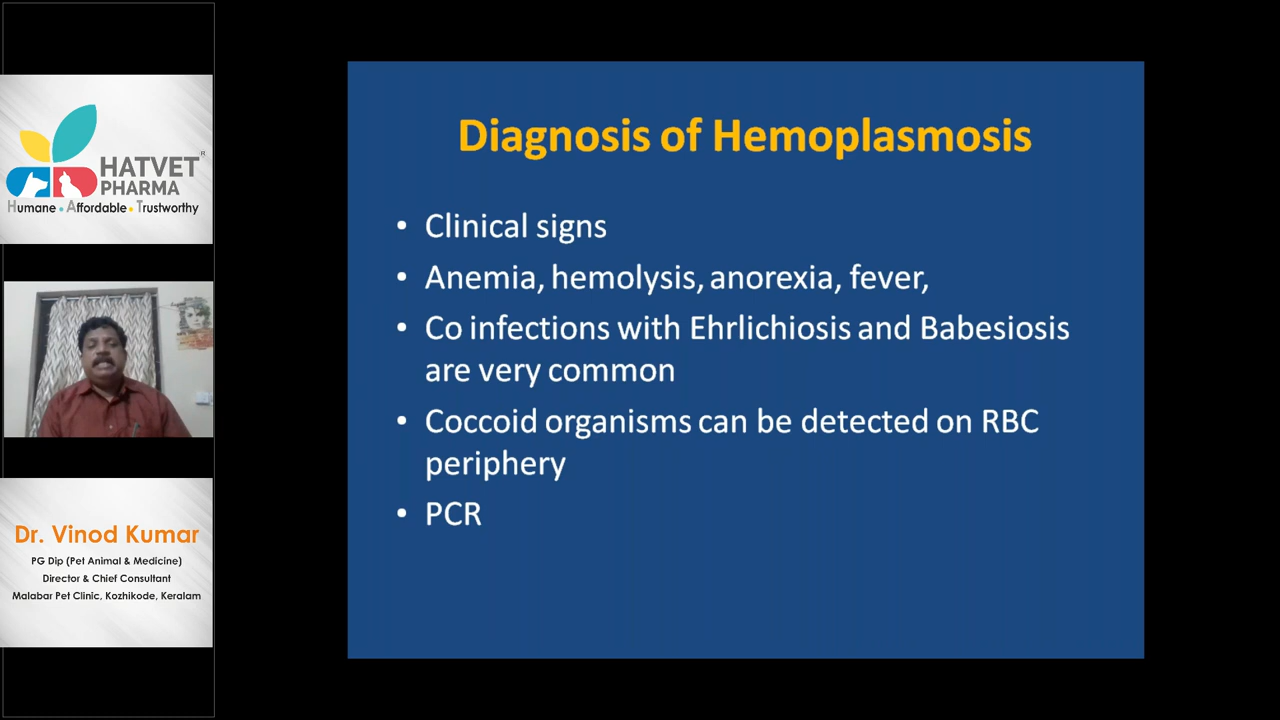 HATVET
PHARMA
Humane • Affordable • Trustworthy
Dr. Vinod Kumar
PG Dip (Pet Animal & Medicine)
Director & Chief Consultant
Malabar Pet Clinic, Kozhikode, Keralam
Diagnosis of Hemoplasmosis
• Clinical signs
• Anemia, hemolysis, anorexia, fever,
• Co infections with Ehrlichiosis and Babesiosis
are very common
• Coccoid organisms can be detected on RBC
periphery
• PCR